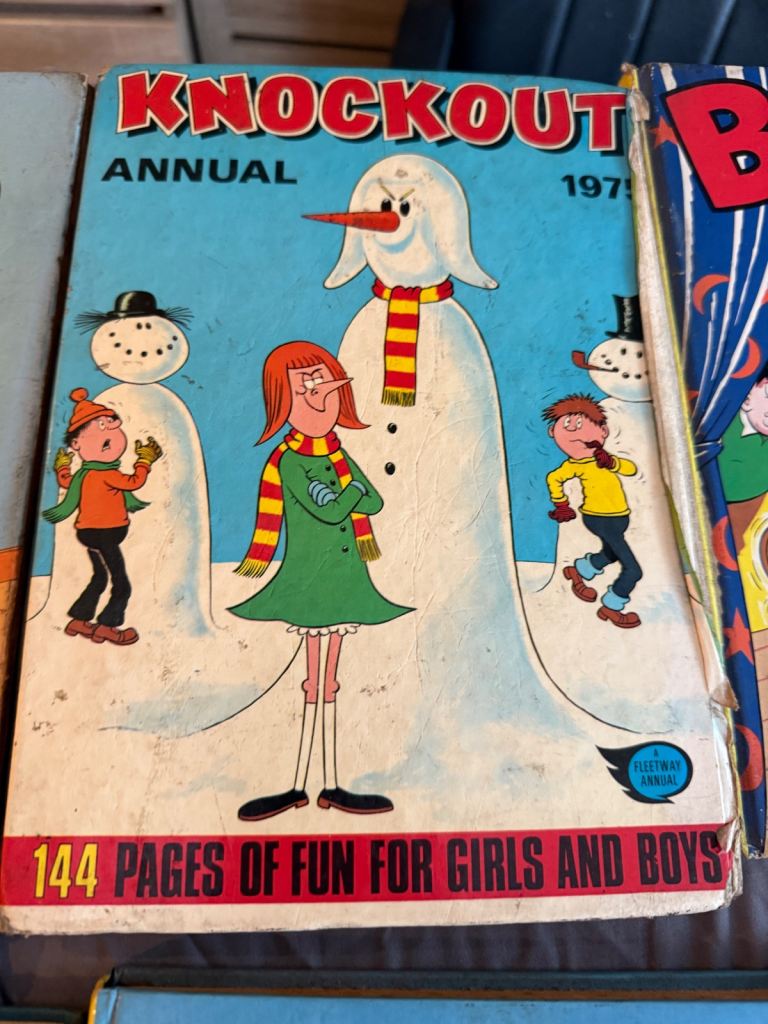 KNOCKOUT
ANNUAL 1975
A
FLEETWAY
ANNUAL
144 PAGES OF FUN FOR GIRLS AND BOYS
B